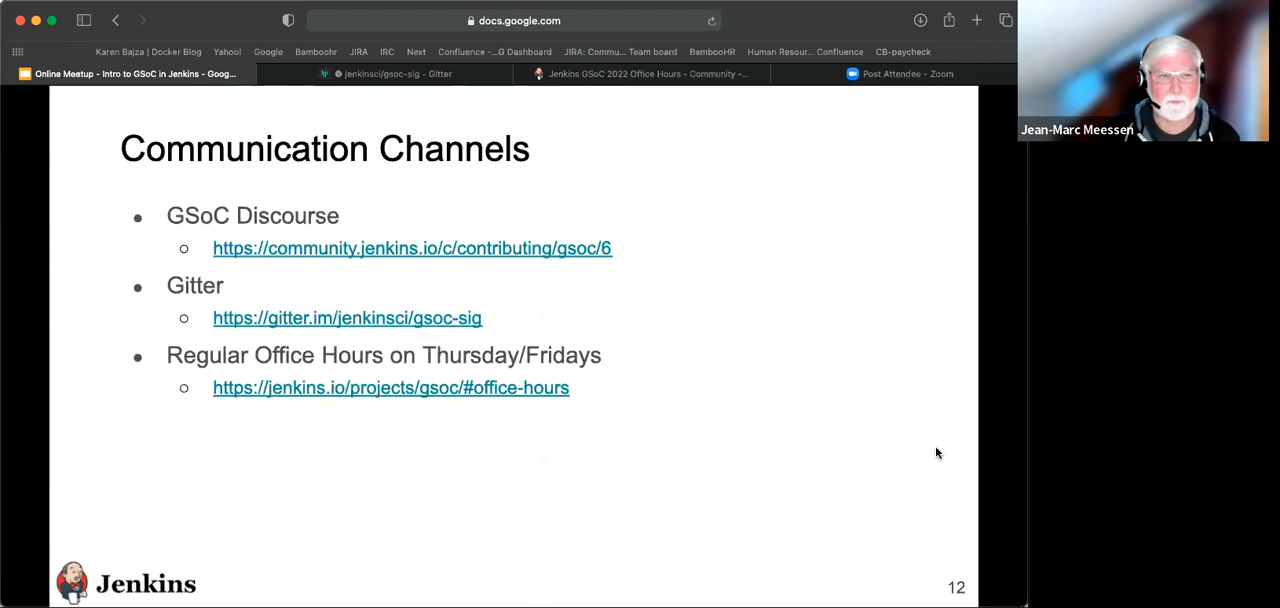 docs.google.com
Karen Bajza | Docker Blog Yahoo! Google Bamboohr JIRA IRC Next Confluence -...G Dashboard JIRA: Commu... Team board BambooHR Human Resour... Confluence CB-paycheck
Online Meetup - Intro to GSoC in Jenkins - Goog... jenkinsci/gsoc-sig - Gitter Jenkins GSoC 2022 Office Hours - Community -... Post Attendee - Zoom
Jean-Marc Meessen
Communication Channels
● GSoC Discourse
○ https://community.jenkins.io/c/contributing/gsoc/6
● Gitter
○ https://gitter.im/jenkinsci/gsoc-sig
● Regular Office Hours on Thursday/Fridays
○ https://jenkins.io/projects/gsoc/#office-hours
Jenkins
12